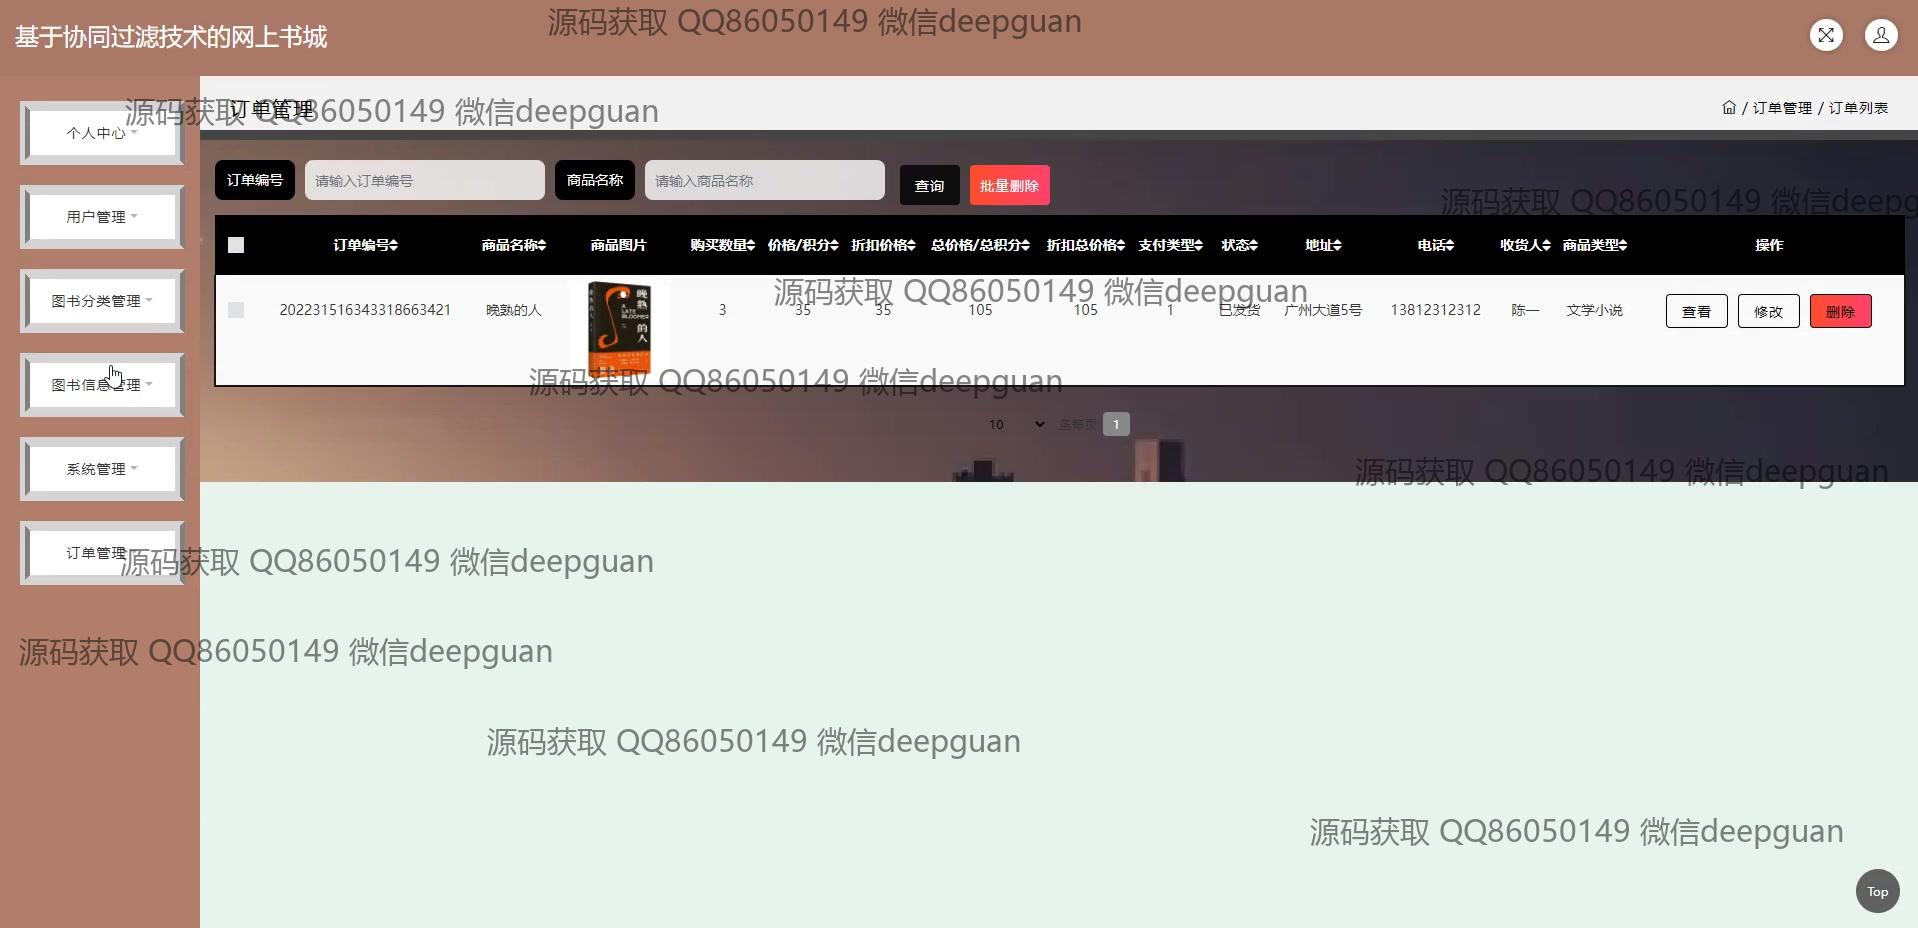 源码获取 QQ86050149 微信deepguan
基于协同过滤技术的网上书城
源码获取 QQ86050149 微信deepguan
订单管理
/ 订单管理 / 订单列表
个人中心
订单编号 请输入订单编号 商品名称 请输入商品名称 查询 批量删除
源码获取 QQ86050149 微信deepg
用户管理
订单编号 商品名称 商品图片 购买数量 价格/积分 折扣价格 总价格/总积分 折扣总价格 支付类型 状态 地址 电话 收货人 商品类型 操作
源码获取 QQ86050149 微信deepguan
图书分类管理
202231516343318663421 晚熟的人 晚熟的人 A LATE BLOOMER 3 35 35 105 105 1 已发货 广州大道5号 13812312312 陈一 文学小说 查看 修改 删除
图书信息管理
源码获取 QQ86050149 微信deepguan
10 条每页 1
系统管理
源码获取 QQ86050149 微信deepguan
订单管理
源码获取 QQ86050149 微信deepguan
源码获取 QQ86050149 微信deepguan
源码获取 QQ86050149 微信deepguan
源码获取 QQ86050149 微信deepguan
Top